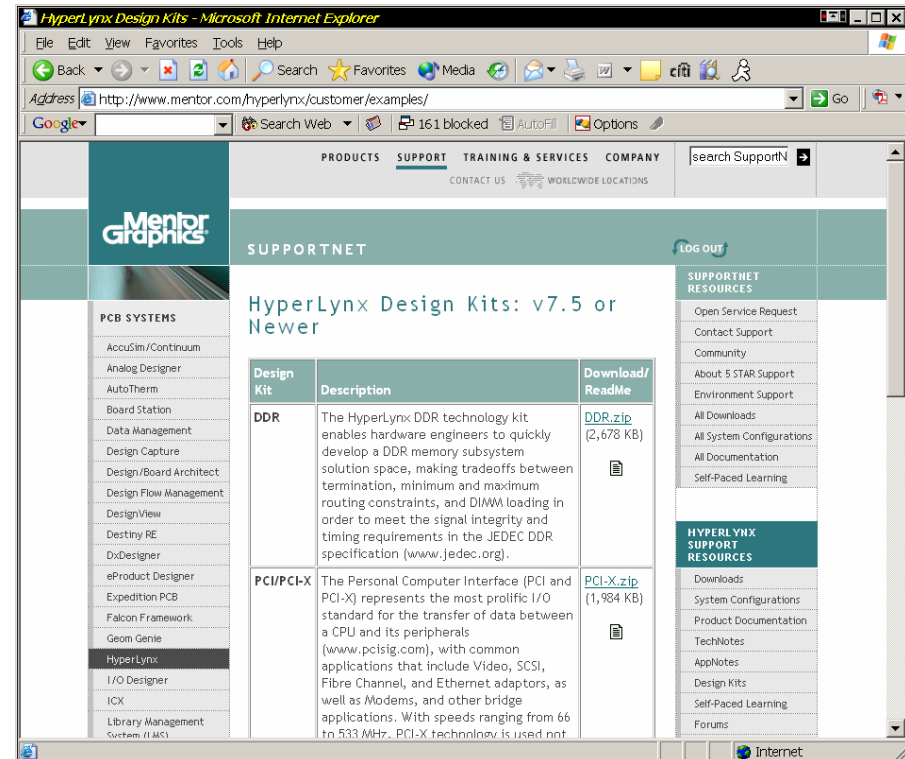 HyperLynx Design Kits - Microsoft Internet Explorer
File Edit View Favorites Tools Help
Back Search Favorites Media
Address http://www.mentor.com/hyperlynx/customer/examples/ Go
Google Search Web 161 blocked AutoFill Options
PRODUCTS SUPPORT TRAINING & SERVICES COMPANY
search SupportN
CONTACT US WORLDWIDE LOCATIONS
Mentor
Graphics
SUPPORTNET
LOG OUT
PCB SYSTEMS
AccuSim/Continuum
Analog Designer
AutoTherm
Board Station
Data Management
Design Capture
Design/Board Architect
Design Flow Management
DesignView
Destiny RE
DxDesigner
eProduct Designer
Expedition PCB
Falcon Framework
Geom Genie
HyperLynx
I/O Designer
ICX
Library Management
System (LMS)
HyperLynx Design Kits: v7.5 or
Newer
Design
Kit
Description
Download/
ReadMe
DDR
The HyperLynx DDR technology kit
enables hardware engineers to quickly
develop a DDR memory subsystem
solution space, making tradeoffs between
termination, minimum and maximum
routing constraints, and DIMM loading in
order to meet the signal integrity and
timing requirements in the JEDEC DDR
specification (www.jedec.org).
DDR.zip
(2,678 KB)
PCI/PCI-X
The Personal Computer Interface (PCI and
PCI-X) represents the most prolific I/O
standard for the transfer of data between
a CPU and its peripherals
(www.pcisig.com), with common
applications that include Video, SCSI,
Fibre Channel, and Ethernet adaptors, as
well as Modems, and other bridge
applications. With speeds ranging from 66
to 533 MHz, PCI-X technology is used not
PCI-X.zip
(1,984 KB)
SUPPORTNET
RESOURCES
Open Service Request
Contact Support
Community
About 5 STAR Support
Environment Support
All Downloads
All System Configurations
All Documentation
Self-Paced Learning
HYPERLYNX
SUPPORT
RESOURCES
Downloads
System Configurations
Product Documentation
TechNotes
AppNotes
Design Kits
Self-Paced Learning
Forums
Internet